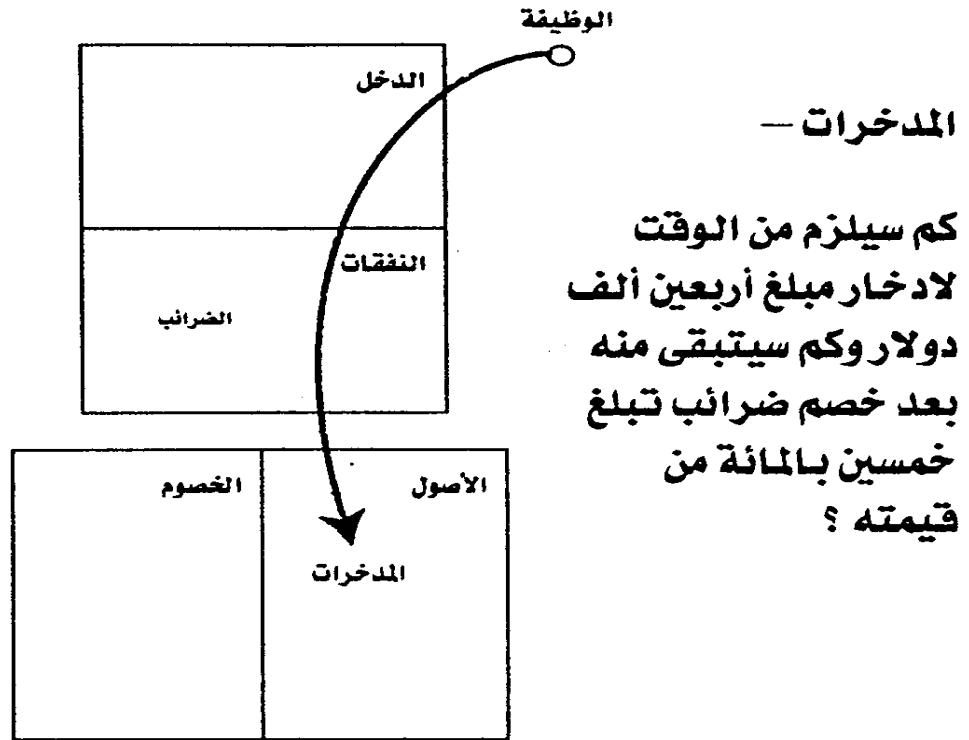 الوظيفة
الدخل
النفقات
الضرائب
الأصول
الخصوم
المدخرات
المدخرات —
كم سيلزم من الوقت
لادخار مبلغ أربعين ألف
دولار وكم سيتبقى منه
بعد خصم ضرائب تبلغ
خمسين بالمائة من
قيمته ؟